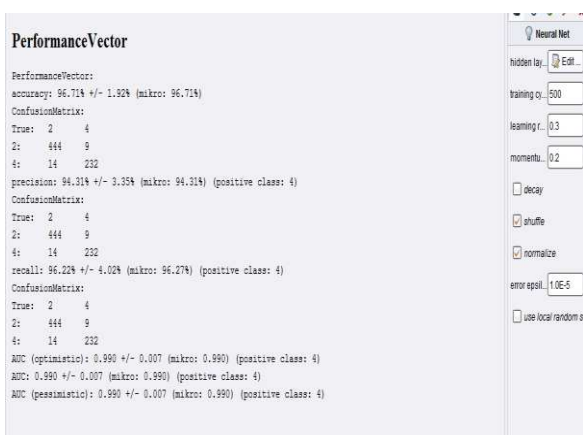 PerformanceVector
PerformanceVector:
accuracy: 96.71% +/- 1.92% (mikro: 96.71%)
ConfusionMatrix:
True: 2 4
2: 444 9
4: 14 232
precision: 94.31% +/- 3.35% (mikro: 94.31%) (positive class: 4)
ConfusionMatrix:
True: 2 4
2: 444 9
4: 14 232
recall: 96.22% +/- 4.02% (mikro: 96.27%) (positive class: 4)
ConfusionMatrix:
True: 2 4
2: 444 9
4: 14 232
AUC (optimistic): 0.990 +/- 0.007 (mikro: 0.990) (positive class: 4)
AUC: 0.990 +/- 0.007 (mikro: 0.990) (positive class: 4)
AUC (pessimistic): 0.990 +/- 0.007 (mikro: 0.990) (positive class: 4)
Neural Net
hidden lay... Edit ...
training cy... 500
learning r... 0.3
momentu... 0.2
decay
shuffle
normalize
error epsil... 1.0E-5
use local random s